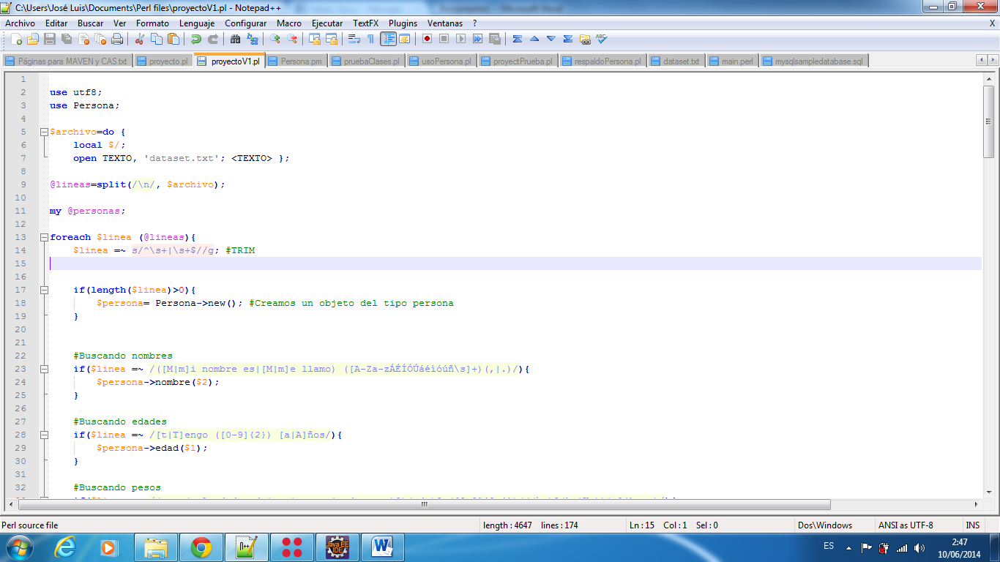 C:\Users\José Luis\Documents\Perl files\proyectoV1.pl - Notepad++
Archivo Editar Buscar Ver Formato Lenguaje Configurar Macro Ejecutar TextFX Plugins Ventanas ? X
Páginas para MAVEN y CAS.txt proyecto.pl proyectoV1.pl Persona.pm pruebaClases.pl usoPersona.pl proyectPrueba.pl respaldoPersona.pl dataset.txt main.perl mysqlsampledatabase.sql
1
2 use utf8;
3 use Persona;
4
5 $archivo=do {
6 local $/;
7 open TEXTO, 'dataset.txt'; <TEXTO> };
8
9 @lineas=split(/\n/, $archivo);
10
11 my @personas;
12
13 foreach $linea (@lineas){
14 $linea =~ s/^\s+|\s+$//g; #TRIM
15
16
17 if(length($linea)>0){
18 $persona= Persona->new(); #Creamos un objeto del tipo persona
19 }
20
21
22 #Buscando nombres
23 if($linea =~ /([M|m]i nombre es|[M|m]e llamo) ([A-Za-zÁÉÍÓÚáéíóúñ\s]+)(,|.)/){
24 $persona->nombre($2);
25 }
26
27 #Buscando edades
28 if($linea =~ /[t|T]engo ([0-9]{2}) [a|A]ños/){
29 $persona->edad($1);
30 }
31
32 #Buscando pesos
Perl source file length : 4647 lines : 174 Ln : 15 Col : 1 Sel : 0 Dos\Windows ANSI as UTF-8 INS
Java EE
IDE
ES
2:47
10/06/2014